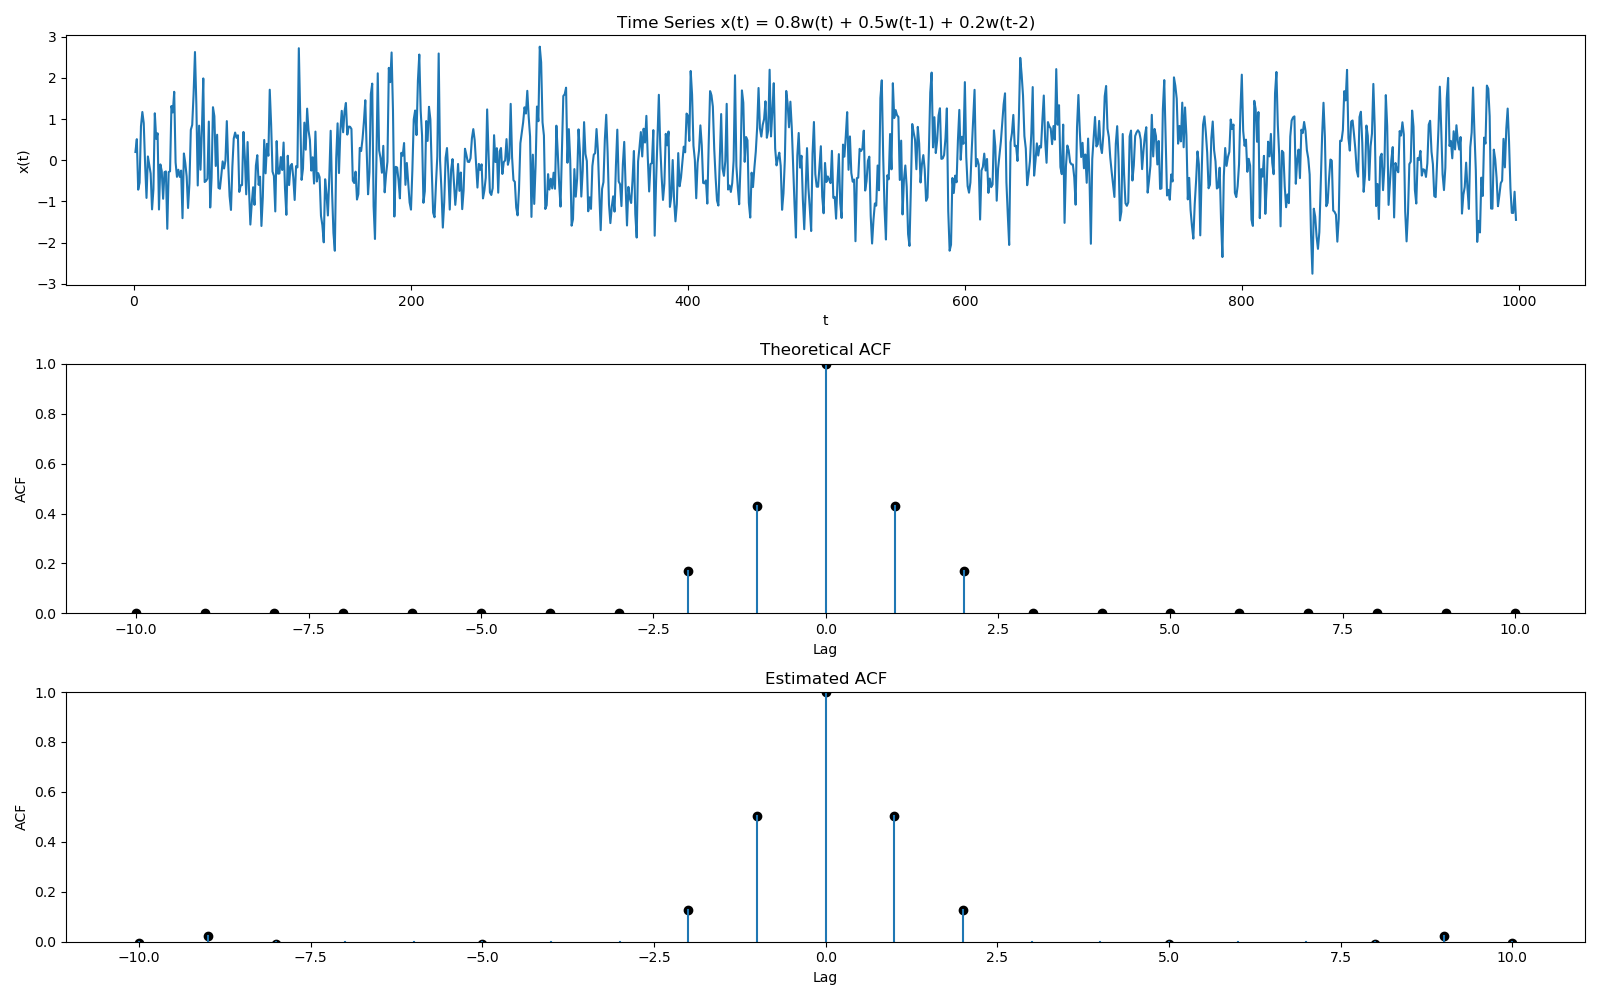 Time Series x(t) = 0.8w(t) + 0.5w(t-1) + 0.2w(t-2)
3
2
1
0
−1
−2
−3
x(t)
0 200 400 600 800 1000
t
Theoretical ACF
1.0
0.8
0.6
0.4
0.2
0.0
ACF
−10.0 −7.5 −5.0 −2.5 0.0 2.5 5.0 7.5 10.0
Lag
Estimated ACF
1.0
0.8
0.6
0.4
0.2
0.0
ACF
−10.0 −7.5 −5.0 −2.5 0.0 2.5 5.0 7.5 10.0
Lag